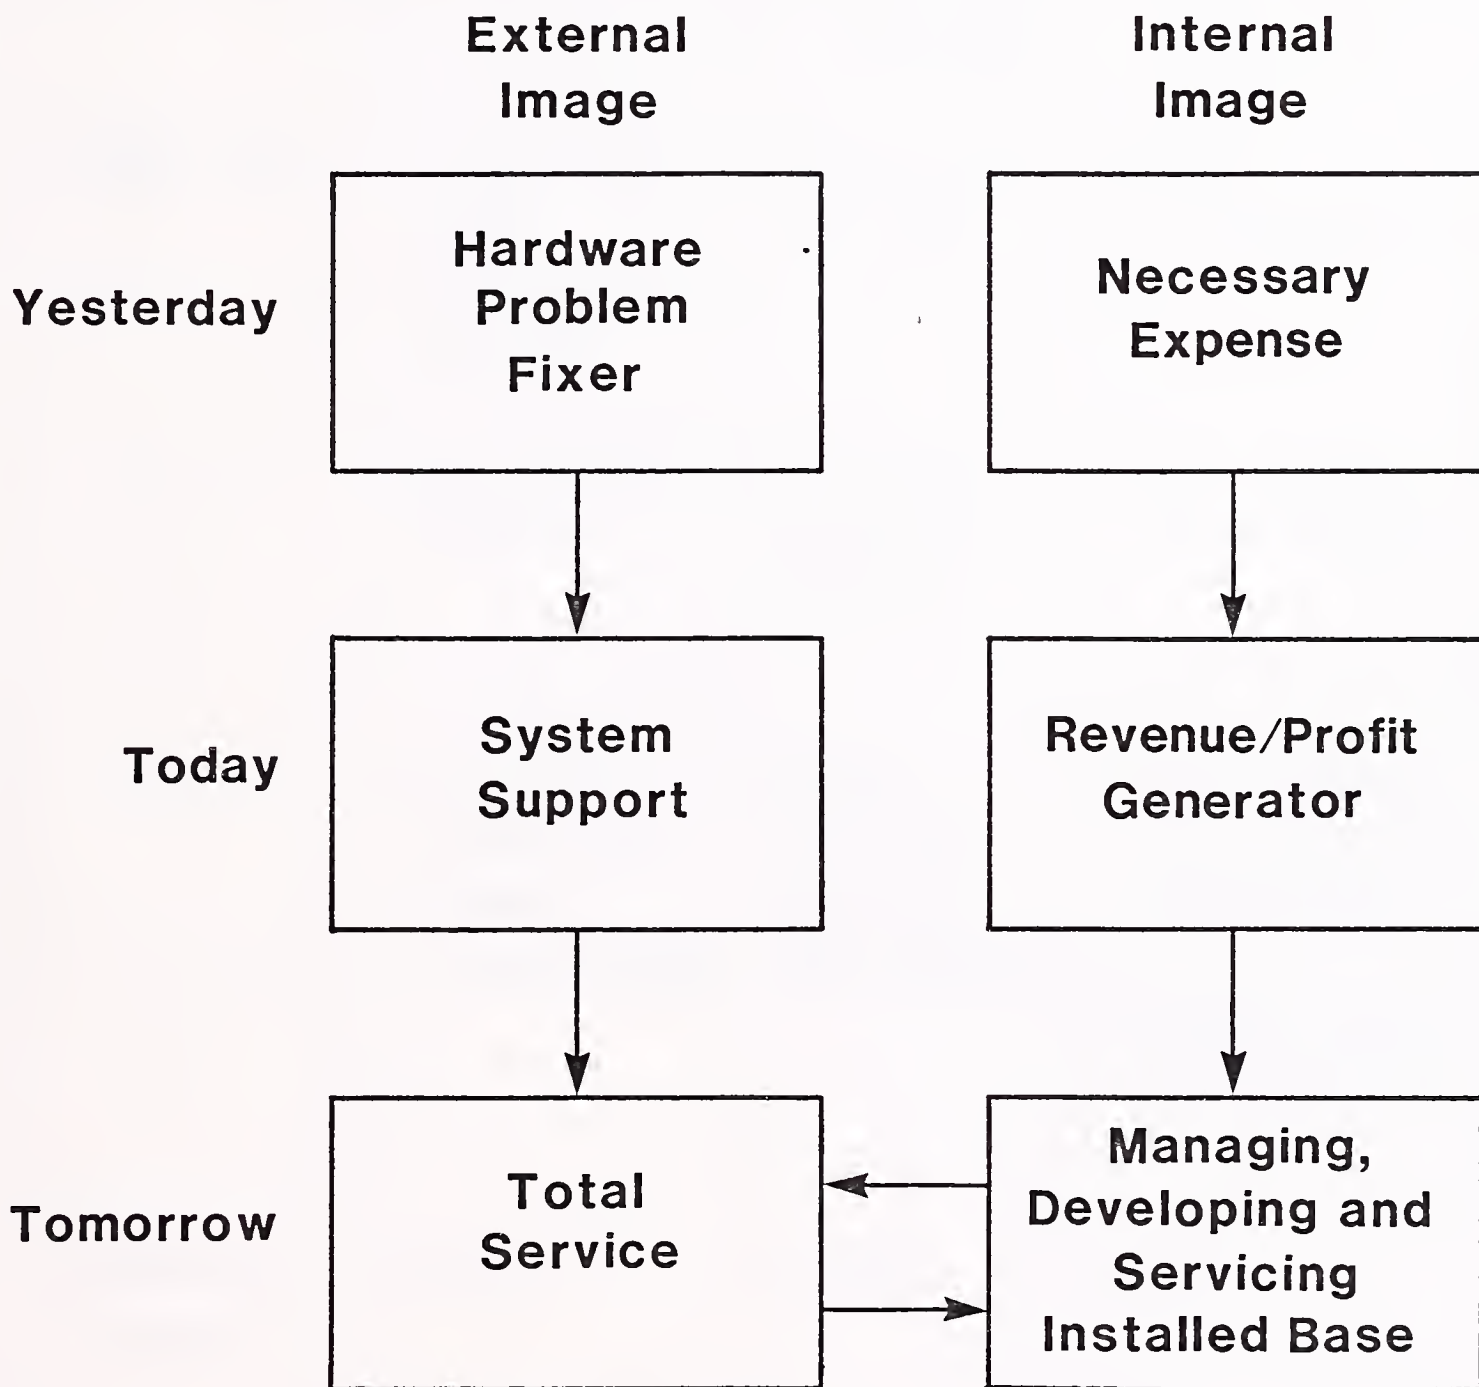 External
Image
Internal
Image
Yesterday
Hardware
Problem
Fixer
Necessary
Expense
Today
System
Support
Revenue/Profit
Generator
Tomorrow
Total
Service
Managing,
Developing and
Servicing
Installed Base